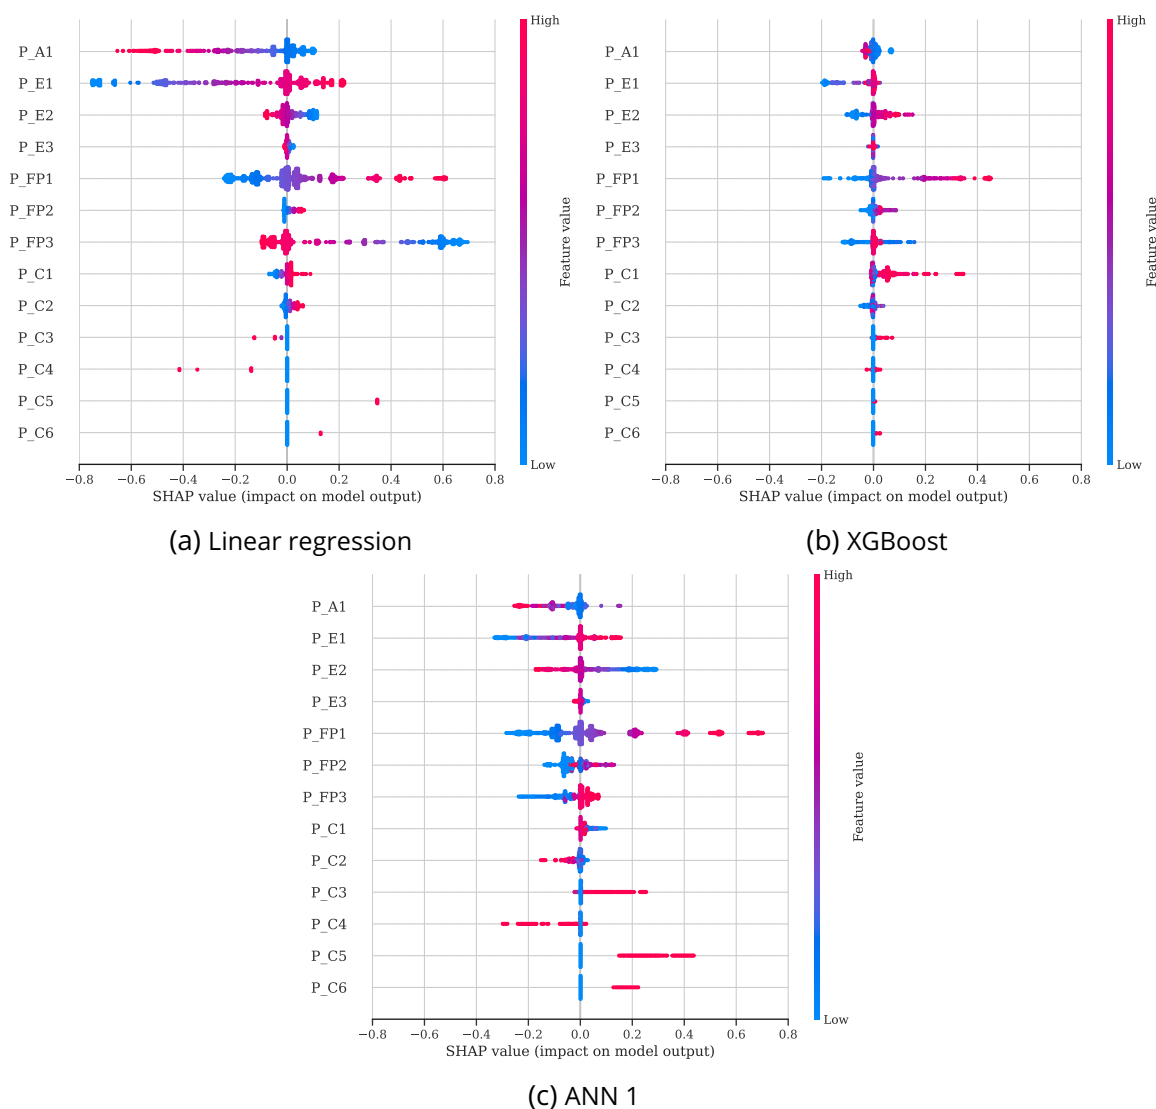 High
P_A1
P_E1
P_E2
P_E3
P_FP1
P_FP2
P_FP3
P_C1
P_C2
P_C3
P_C4
P_C5
P_C6
Feature value
Low
−0.8 −0.6 −0.4 −0.2 0.0 0.2 0.4 0.6 0.8
SHAP value (impact on model output)
(a) Linear regression
High
P_A1
P_E1
P_E2
P_E3
P_FP1
P_FP2
P_FP3
P_C1
P_C2
P_C3
P_C4
P_C5
P_C6
Feature value
Low
−0.8 −0.6 −0.4 −0.2 0.0 0.2 0.4 0.6 0.8
SHAP value (impact on model output)
(b) XGBoost
High
P_A1
P_E1
P_E2
P_E3
P_FP1
P_FP2
P_FP3
P_C1
P_C2
P_C3
P_C4
P_C5
P_C6
Feature value
Low
−0.8 −0.6 −0.4 −0.2 0.0 0.2 0.4 0.6 0.8
SHAP value (impact on model output)
(c) ANN 1